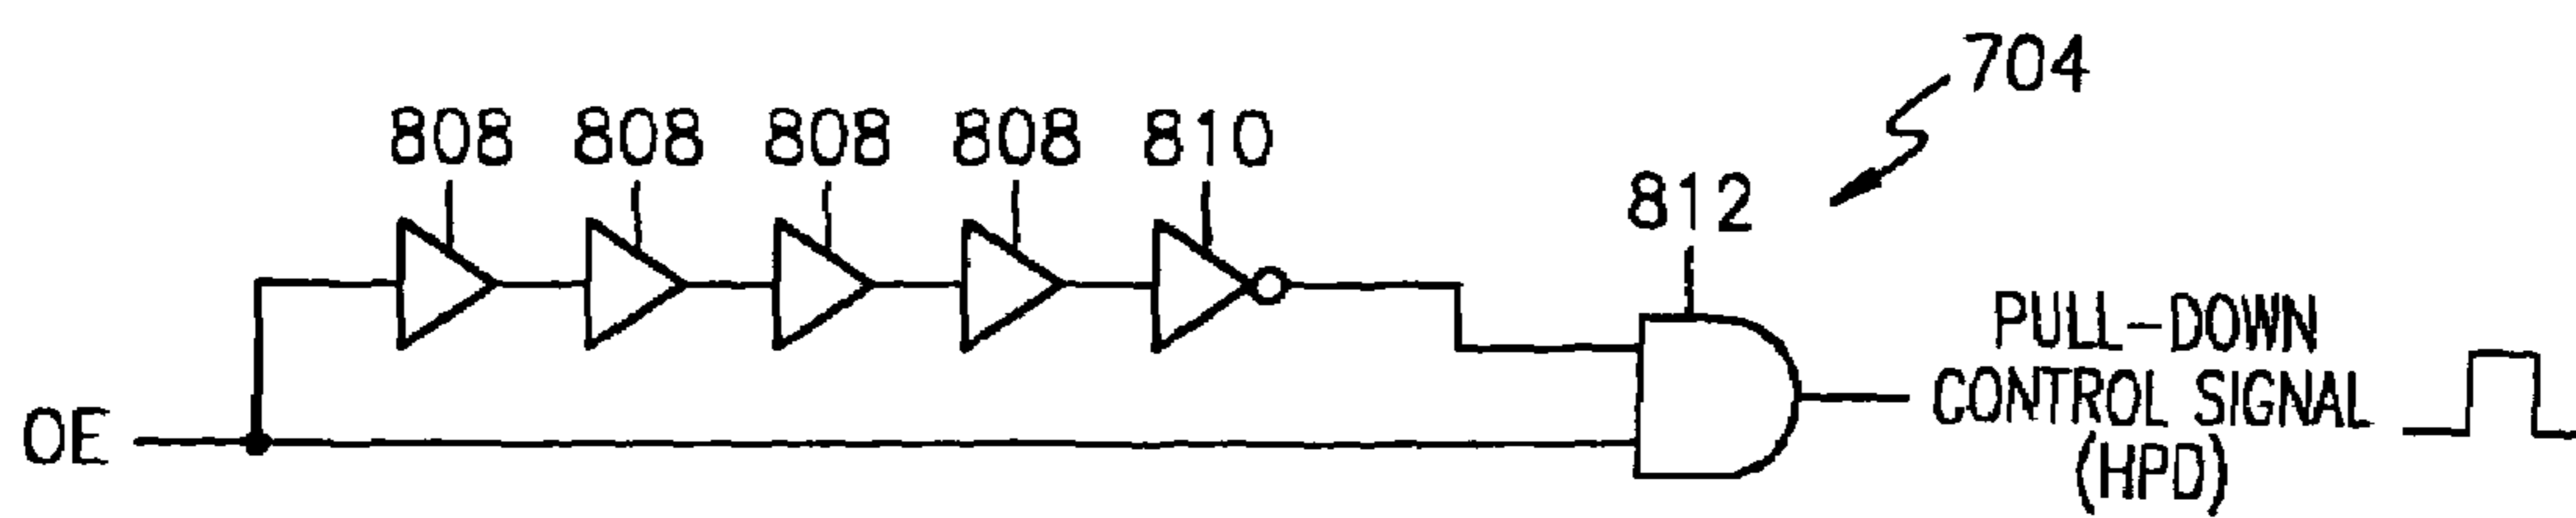 704
808 808 808 808 810
812
OE
PULL-DOWN
CONTROL SIGNAL
(HPD)